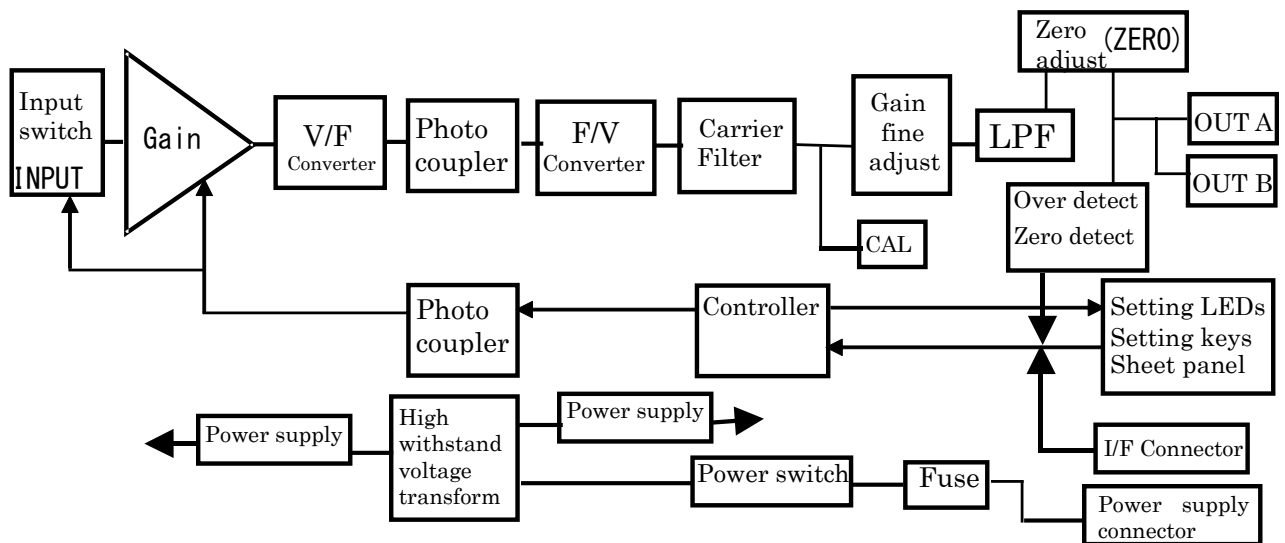 Input
switch
INPUT
Gain
V/F
Converter
Photo
coupler
F/V
Converter
Carrier
Filter
Gain
fine
adjust
LPF
Zero (ZERO)
adjust
OUT A
OUT B
Over detect
Zero detect
CAL
Photo
coupler
Controller
Setting LEDs
Setting keys
Sheet panel
Power supply
High
withstand
voltage
transform
Power supply
Power switch
Fuse
I/F Connector
Power supply
connector